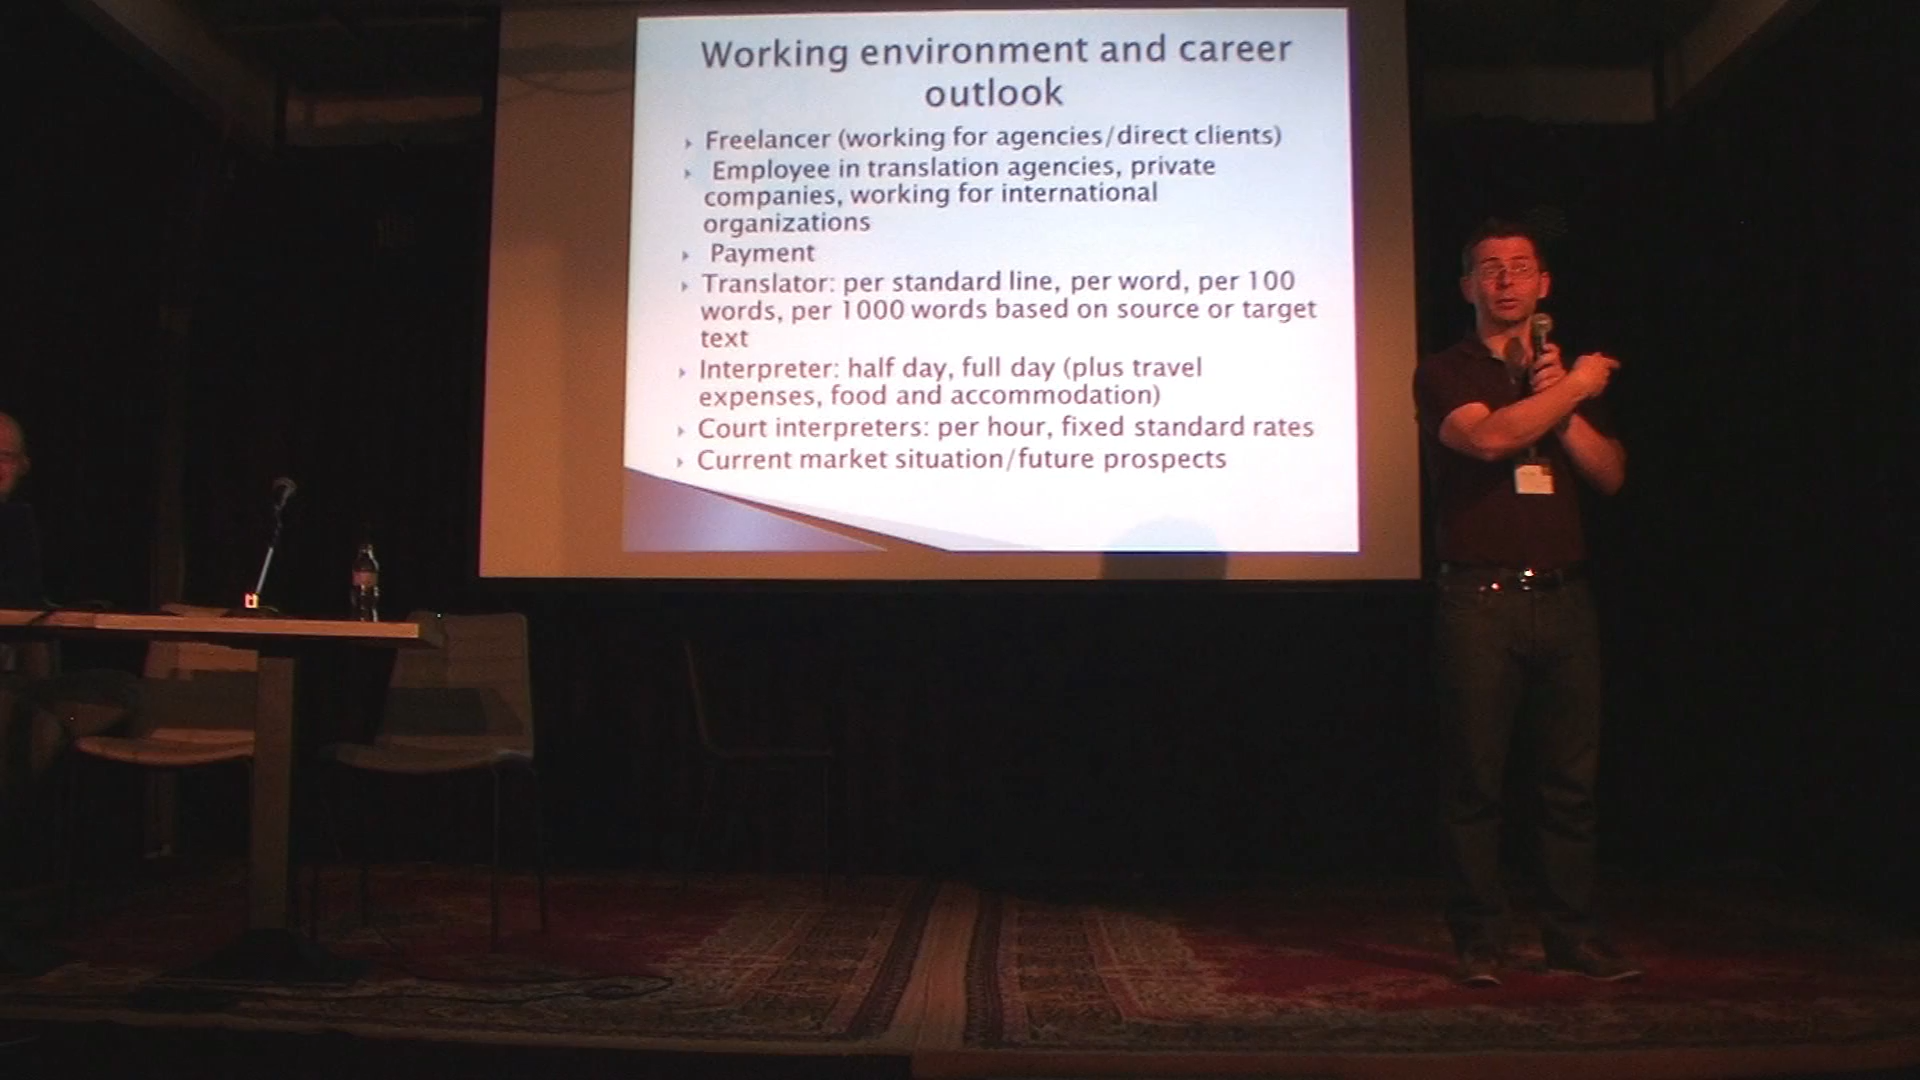 Working environment and career
outlook
Freelancer (working for agencies/direct clients)
Employee in translation agencies, private
companies, working for international
organizations
Payment
Translator: per standard line, per word, per 100
words, per 1000 words based on source or target
text
Interpreter: half day, full day (plus travel
expenses, food and accommodation)
Court interpreters: per hour, fixed standard rates
Current market situation/future prospects